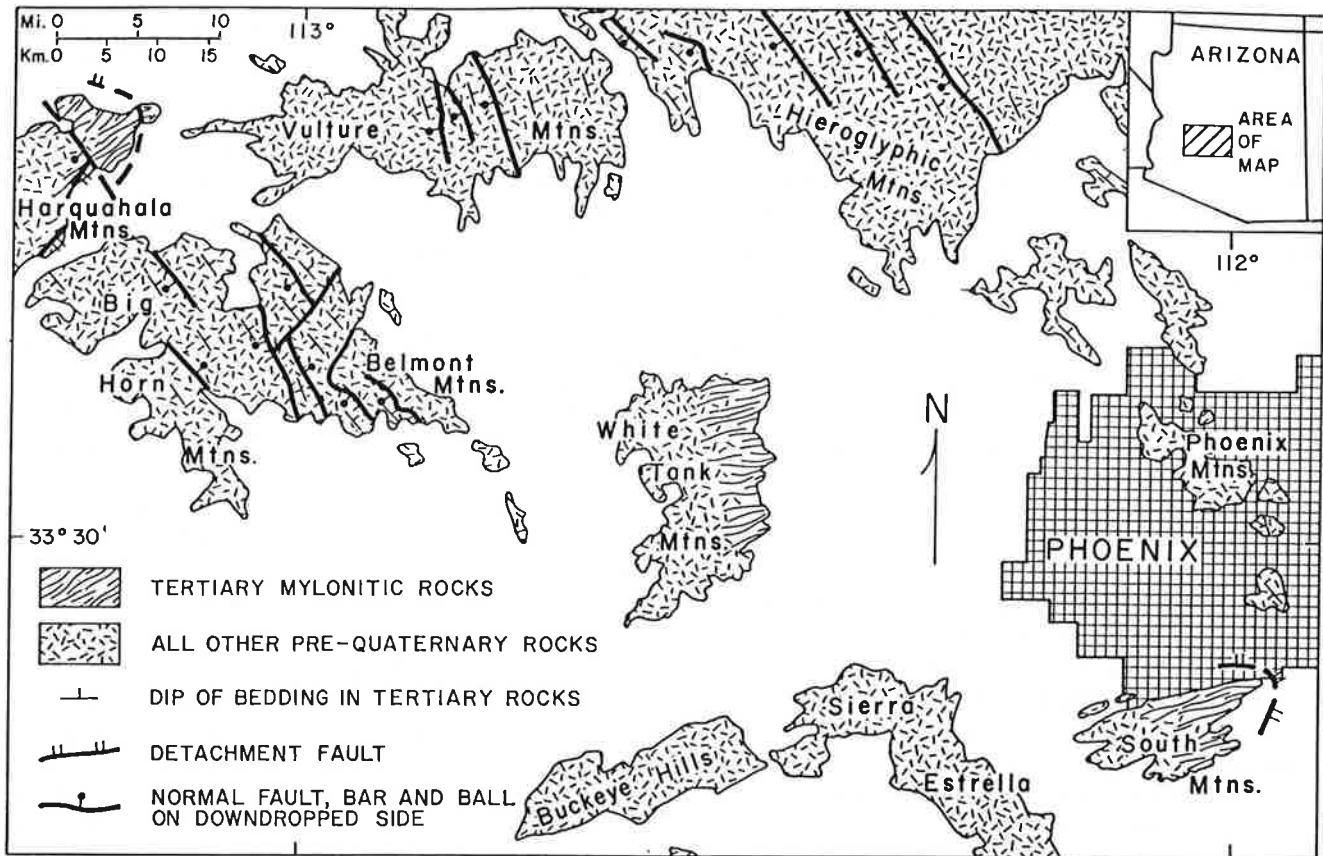 Mi. 0 5 10
Km. 0 5 10 15
113°
ARIZONA
AREA
OF
MAP
112°
Vulture Mtns.
Hieroglyphic
Mtns.
Harquahala
Mtns.
Big
Horn
Mtns.
Belmont
Mtns.
White
Tank
Mtns.
N
Phoenix
Mtns
PHOENIX
33° 30'
TERTIARY MYLONITIC ROCKS
ALL OTHER PRE-QUATERNARY ROCKS
DIP OF BEDDING IN TERTIARY ROCKS
DETACHMENT FAULT
NORMAL FAULT, BAR AND BALL
ON DOWNDROPPED SIDE
Buckeye Hills
Sierra
Estrella
South
Mtns.